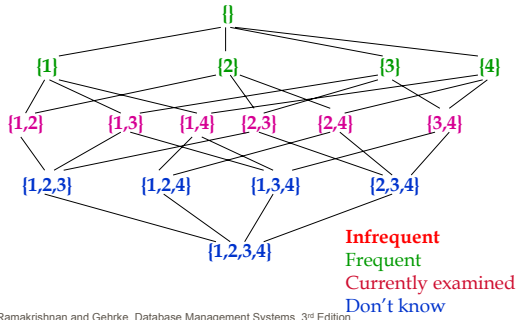 {}
{1} {2} {3} {4}
{1,2} {1,3} {1,4} {2,3} {2,4} {3,4}
{1,2,3} {1,2,4} {1,3,4} {2,3,4}
{1,2,3,4}
Infrequent
Frequent
Currently examined
Don't know
Ramakrishnan and Gehrke. Database Management Systems, 3rd Edition.